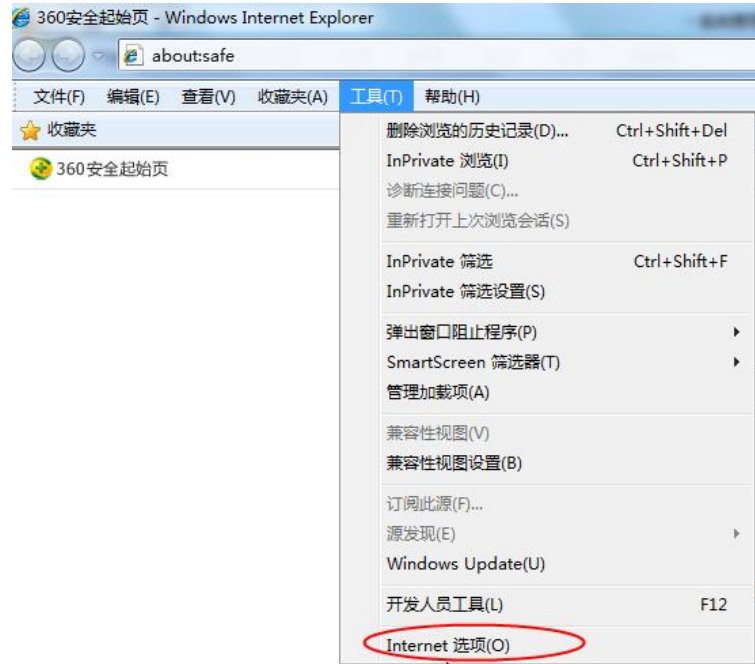 360安全起始页 - Windows Internet Explorer
about:safe
文件(F) 编辑(E) 查看(V) 收藏夹(A) 工具(T) 帮助(H)
收藏夹
360安全起始页
删除浏览的历史记录(D)... Ctrl+Shift+Del
InPrivate 浏览(I) Ctrl+Shift+P
诊断连接问题(C)...
重新打开上次浏览会话(S)
InPrivate 筛选 Ctrl+Shift+F
InPrivate 筛选设置(S)
弹出窗口阻止程序(P)
SmartScreen 筛选器(T)
管理加载项(A)
兼容性视图(V)
兼容性视图设置(B)
订阅此源(F)...
源发现(E)
Windows Update(U)
开发人员工具(L) F12
Internet 选项(O)